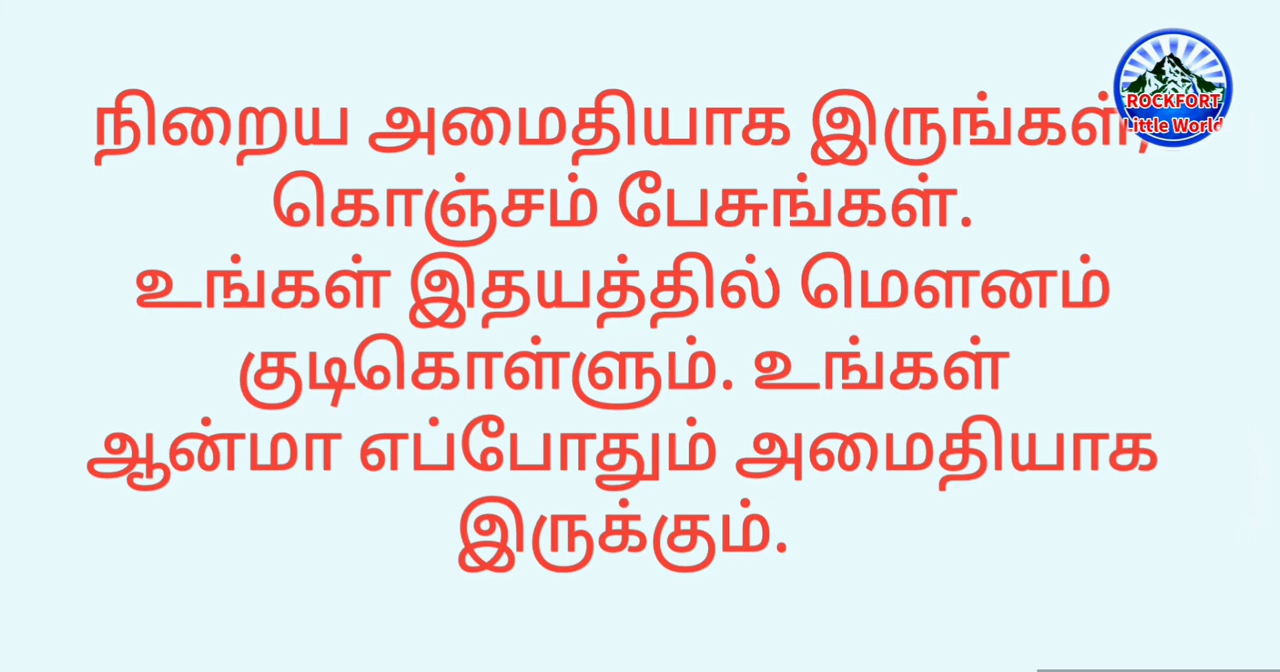 நிறைய அமைதியாக இருங்கள்,
கொஞ்சம் பேசுங்கள்.
உங்கள் இதயத்தில் மௌனம்
குடிகொள்ளும். உங்கள்
ஆன்மா எப்போதும் அமைதியாக
இருக்கும்.
ROCKFORT
Little World